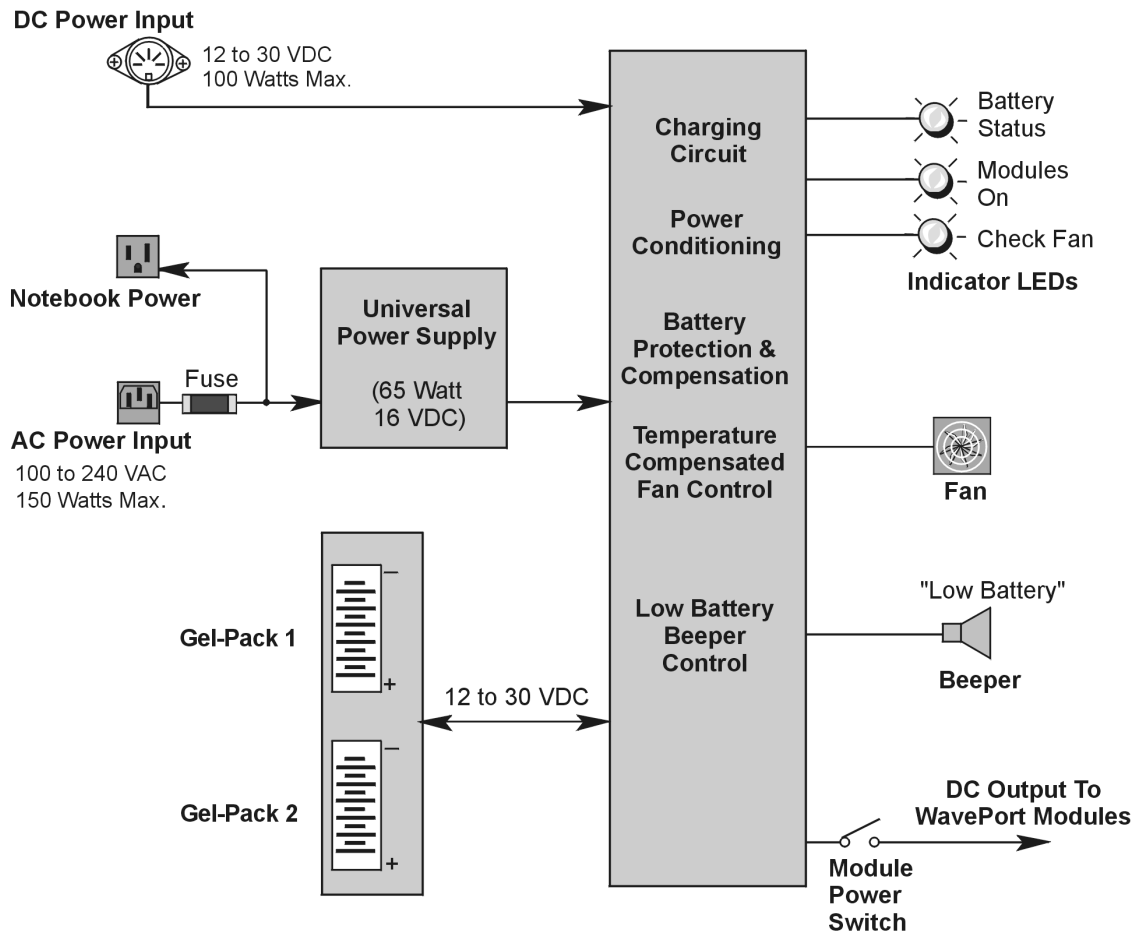 DC Power Input
12 to 30 VDC
100 Watts Max.
Notebook Power
Fuse
AC Power Input
100 to 240 VAC
150 Watts Max.
Universal
Power Supply
(65 Watt
16 VDC)
Gel-Pack 1
–
+
Gel-Pack 2
–
+
12 to 30 VDC
Charging
Circuit
Power
Conditioning
Battery
Protection &
Compensation
Temperature
Compensated
Fan Control
Low Battery
Beeper
Control
Battery
Status
Modules
On
Check Fan
Indicator LEDs
Fan
"Low Battery"
Beeper
DC Output To
WavePort Modules
Module
Power
Switch